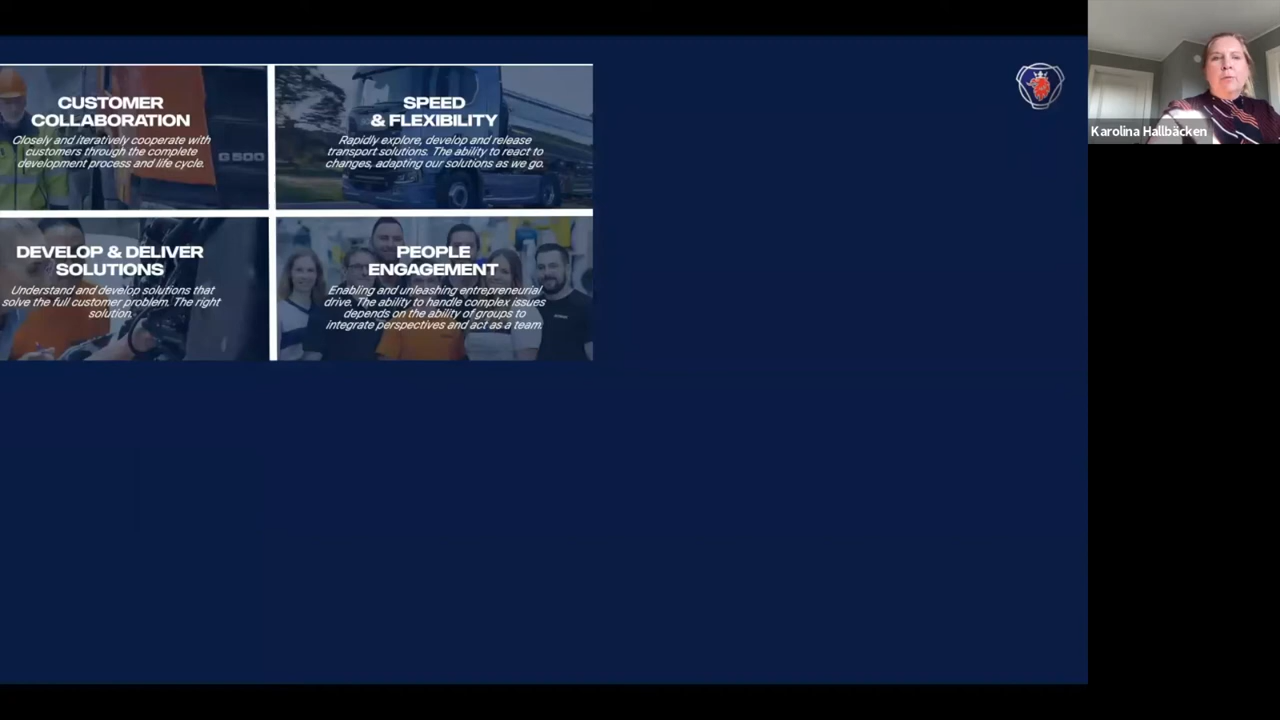 CUSTOMER
COLLABORATION
Closely and iteratively cooperate with
customers through the complete
development process and life cycle.
G 500
SPEED
& FLEXIBILITY
Rapidly explore, develop and release
transport solutions. The ability to react to
changes, adapting our solutions as we go.
DEVELOP & DELIVER
SOLUTIONS
Understand and develop solutions that
solve the full customer problem. The right
solution.
PEOPLE
ENGAGEMENT
Enabling and unleashing entrepreneurial
drive. The ability to handle complex issues
depends on the ability of groups to
integrate perspectives and act as a team.
Karolina Hallbäcken